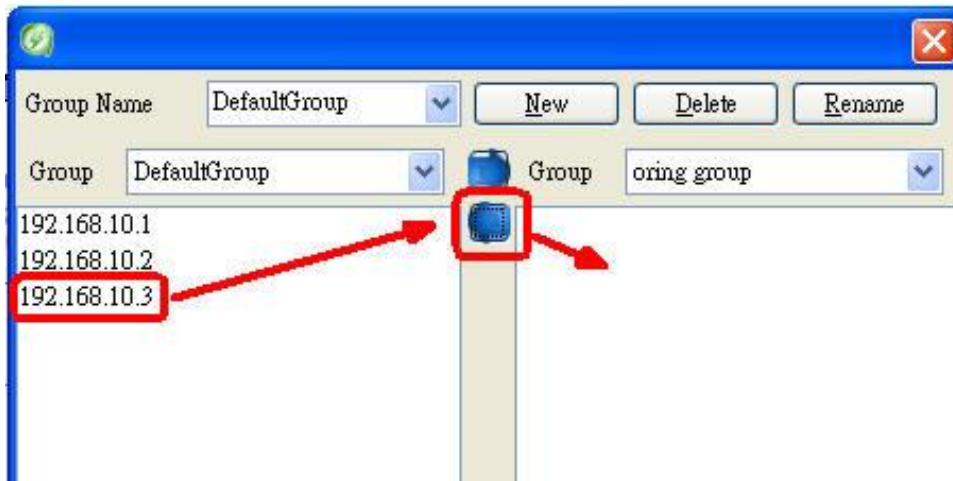 Group Name DefaultGroup New Delete Rename
Group DefaultGroup Group oring group
192.168.10.1
192.168.10.2
192.168.10.3